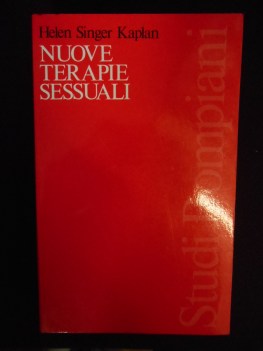 Helen Singer Kaplan
NUOVE
TERAPIE
SESSUALI
Studi Bompiani